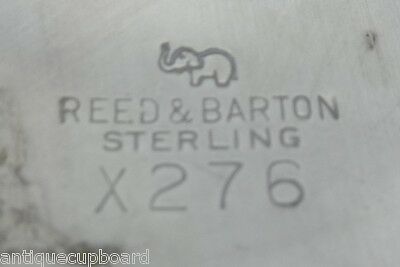 REED & BARTON
STERLING
X276
antiquecupboard